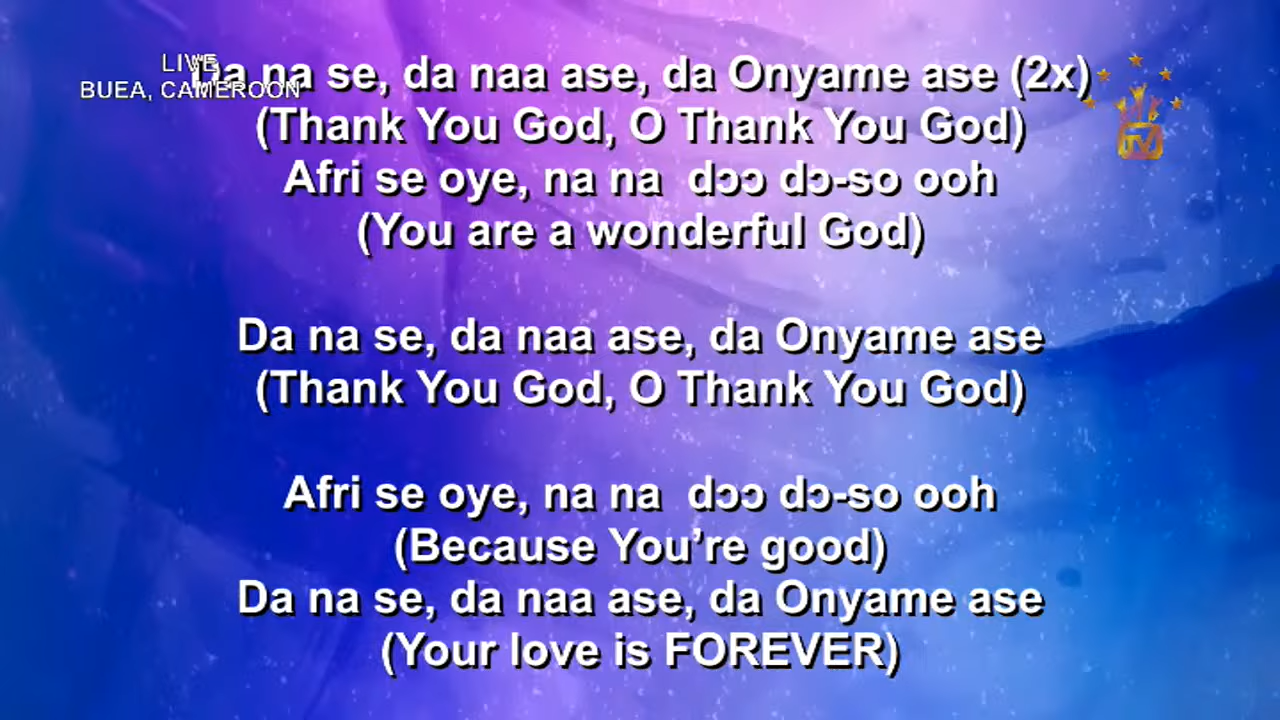 LIVE
BUEA, CAMEROON
Da na se, da naa ase, da Onyame ase (2x)
(Thank You God, O Thank You God)
Afri se oye, na na dɔɔ dɔ-so ooh
(You are a wonderful God)
Da na se, da naa ase, da Onyame ase
(Thank You God, O Thank You God)
Afri se oye, na na dɔɔ dɔ-so ooh
(Because You’re good)
Da na se, da naa ase, da Onyame ase
(Your love is FOREVER)